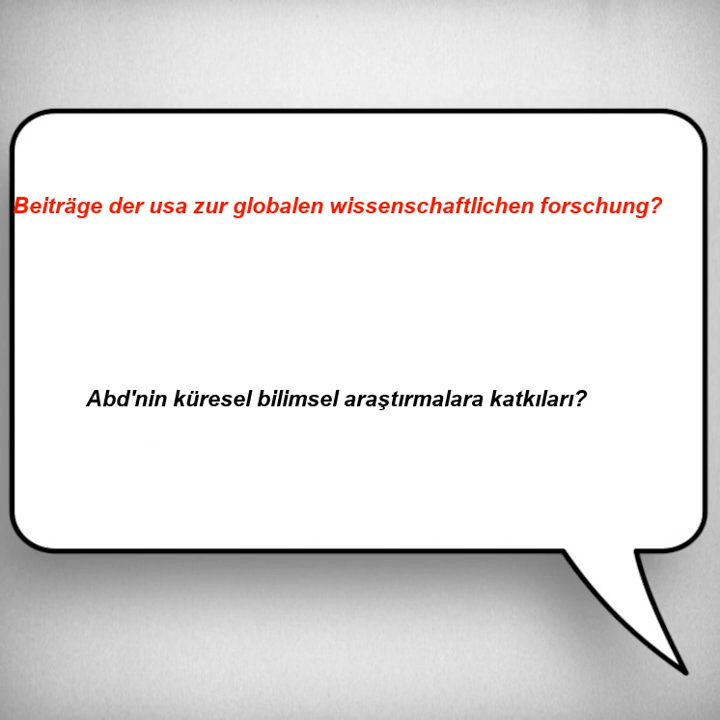 Beiträge der usa zur globalen wissenschaftlichen forschung?
Abd'nin küresel bilimsel araştırmalara katkıları?